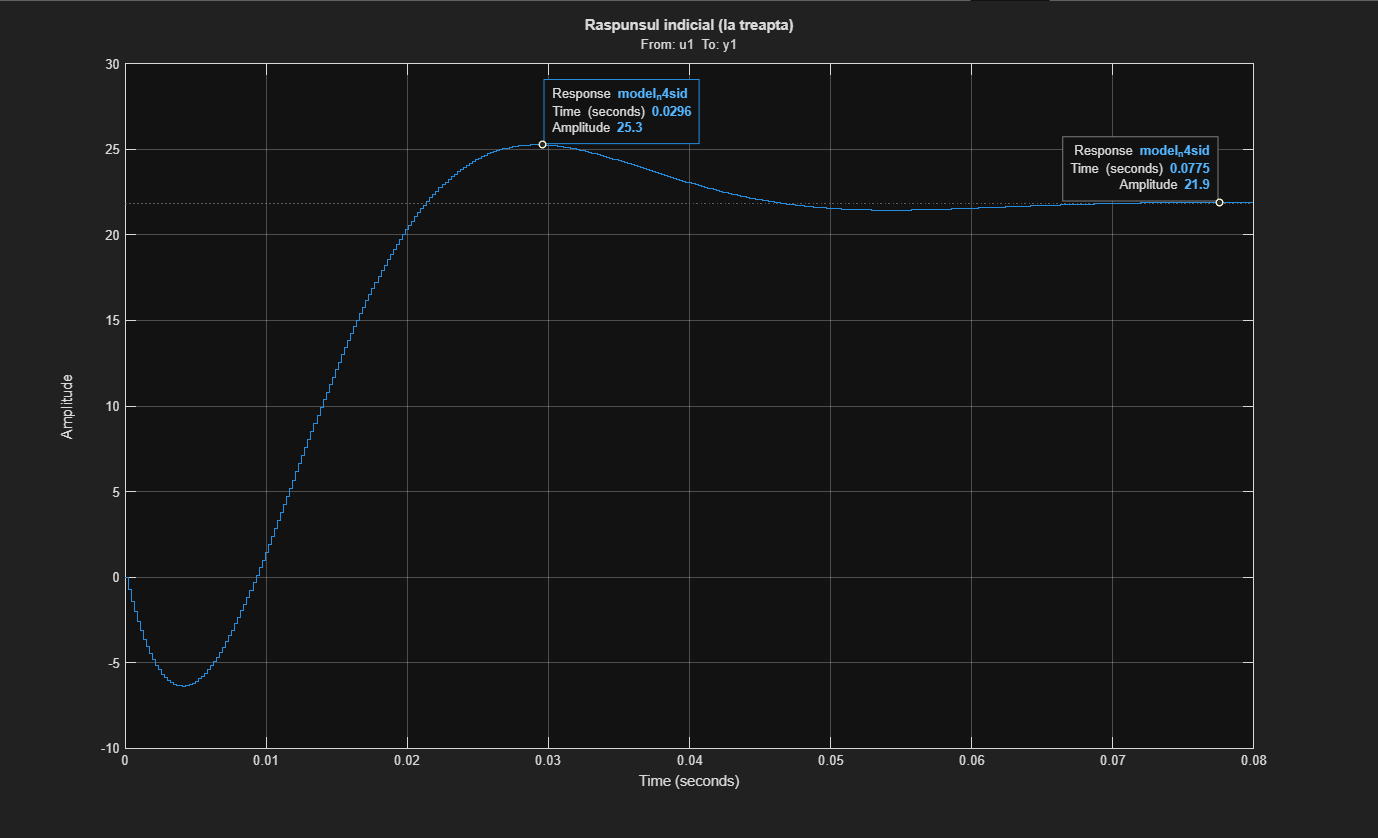 Raspunsul indicial (la treapta)
From: u1 To: y1
30
25
20
15
10
5
0
-5
-10
Amplitude
Response modelₙ4sid
Time (seconds) 0.0296
Amplitude 25.3
Response modelₙ4sid
Time (seconds) 0.0775
Amplitude 21.9
0 0.01 0.02 0.03 0.04 0.05 0.06 0.07 0.08
Time (seconds)